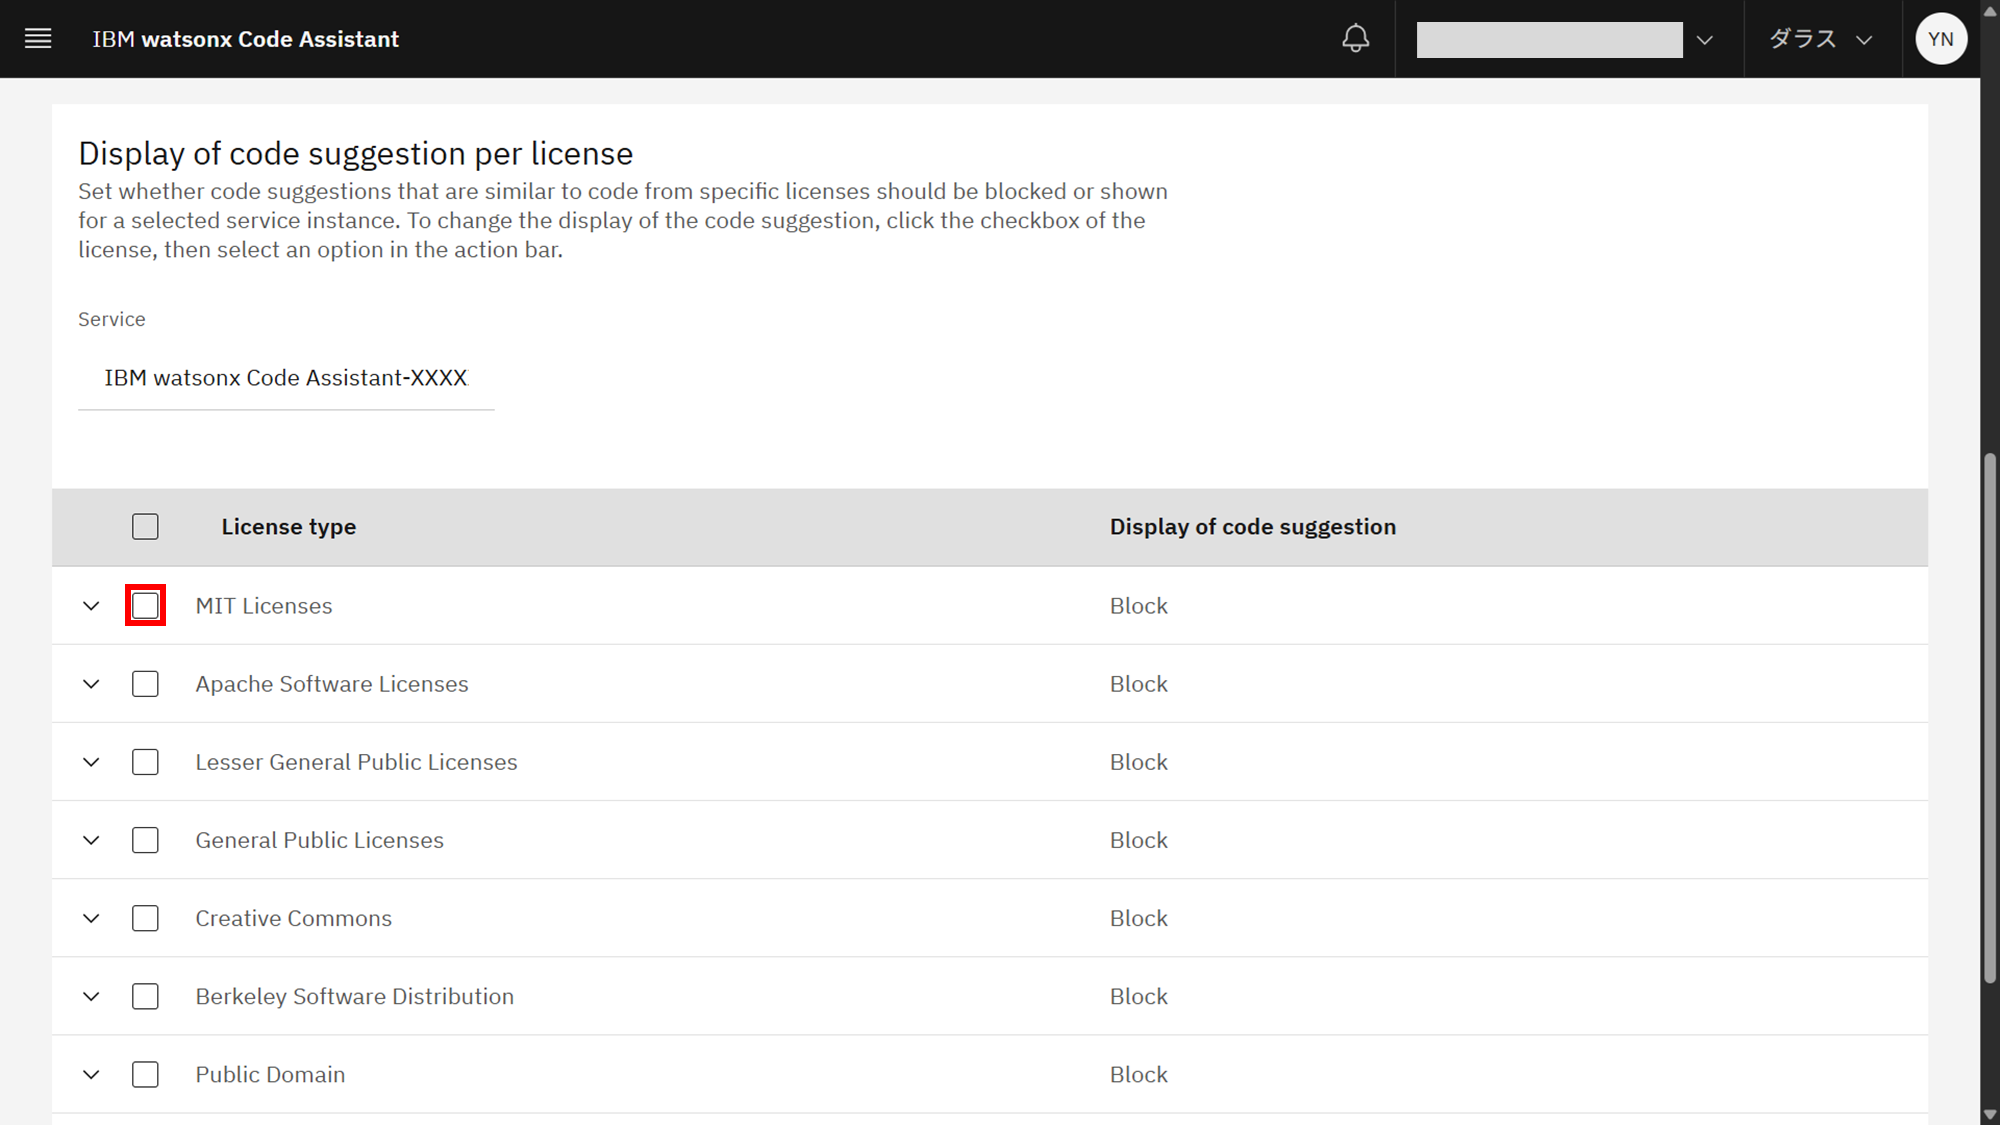 IBM watsonx Code Assistant
ダラス
YN
Display of code suggestion per license
Set whether code suggestions that are similar to code from specific licenses should be blocked or shown
for a selected service instance. To change the display of the code suggestion, click the checkbox of the
license, then select an option in the action bar.
Service
IBM watsonx Code Assistant-XXXX
License type Display of code suggestion
MIT Licenses Block
Apache Software Licenses Block
Lesser General Public Licenses Block
General Public Licenses Block
Creative Commons Block
Berkeley Software Distribution Block
Public Domain Block